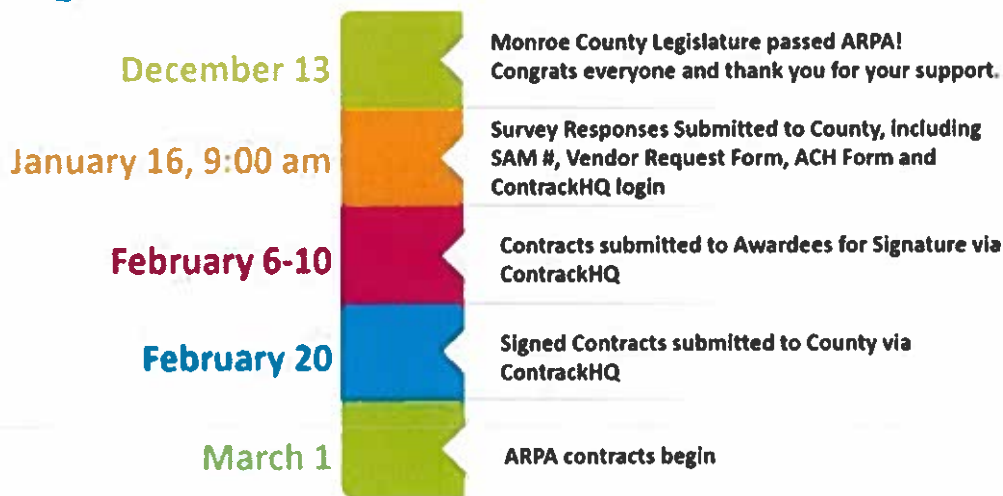 December 13
Monroe County Legislature passed ARPA!
Congrats everyone and thank you for your support.
January 16, 9:00 am
Survey Responses Submitted to County, including
SAM #, Vendor Request Form, ACH Form and
ContrackHQ login
February 6-10
Contracts submitted to Awardees for Signature via
ContrackHQ
February 20
Signed Contracts submitted to County via
ContrackHQ
March 1
ARPA contracts begin